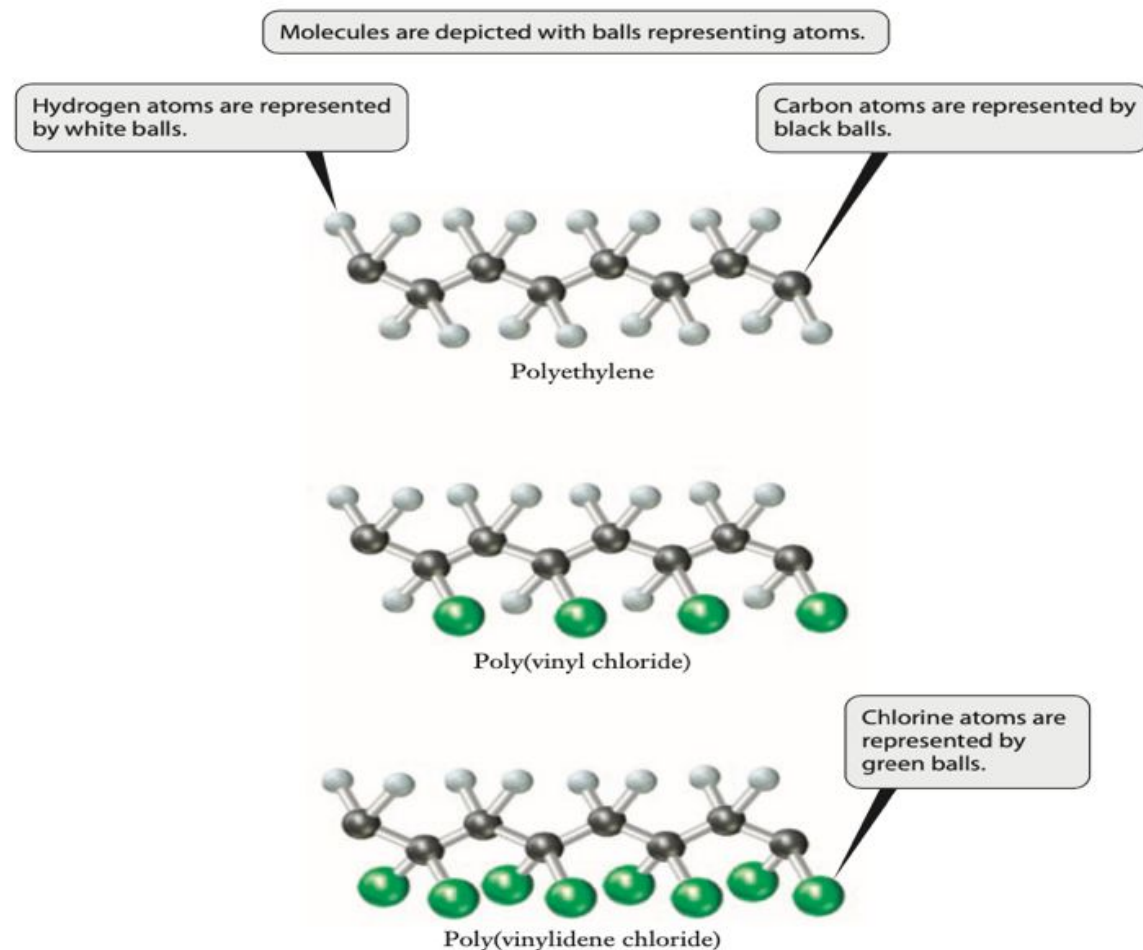 Molecules are depicted with balls representing atoms.
Hydrogen atoms are represented
by white balls.
Carbon atoms are represented by
black balls.
Polyethylene
Poly(vinyl chloride)
Chlorine atoms are
represented by
green balls.
Poly(vinylidene chloride)